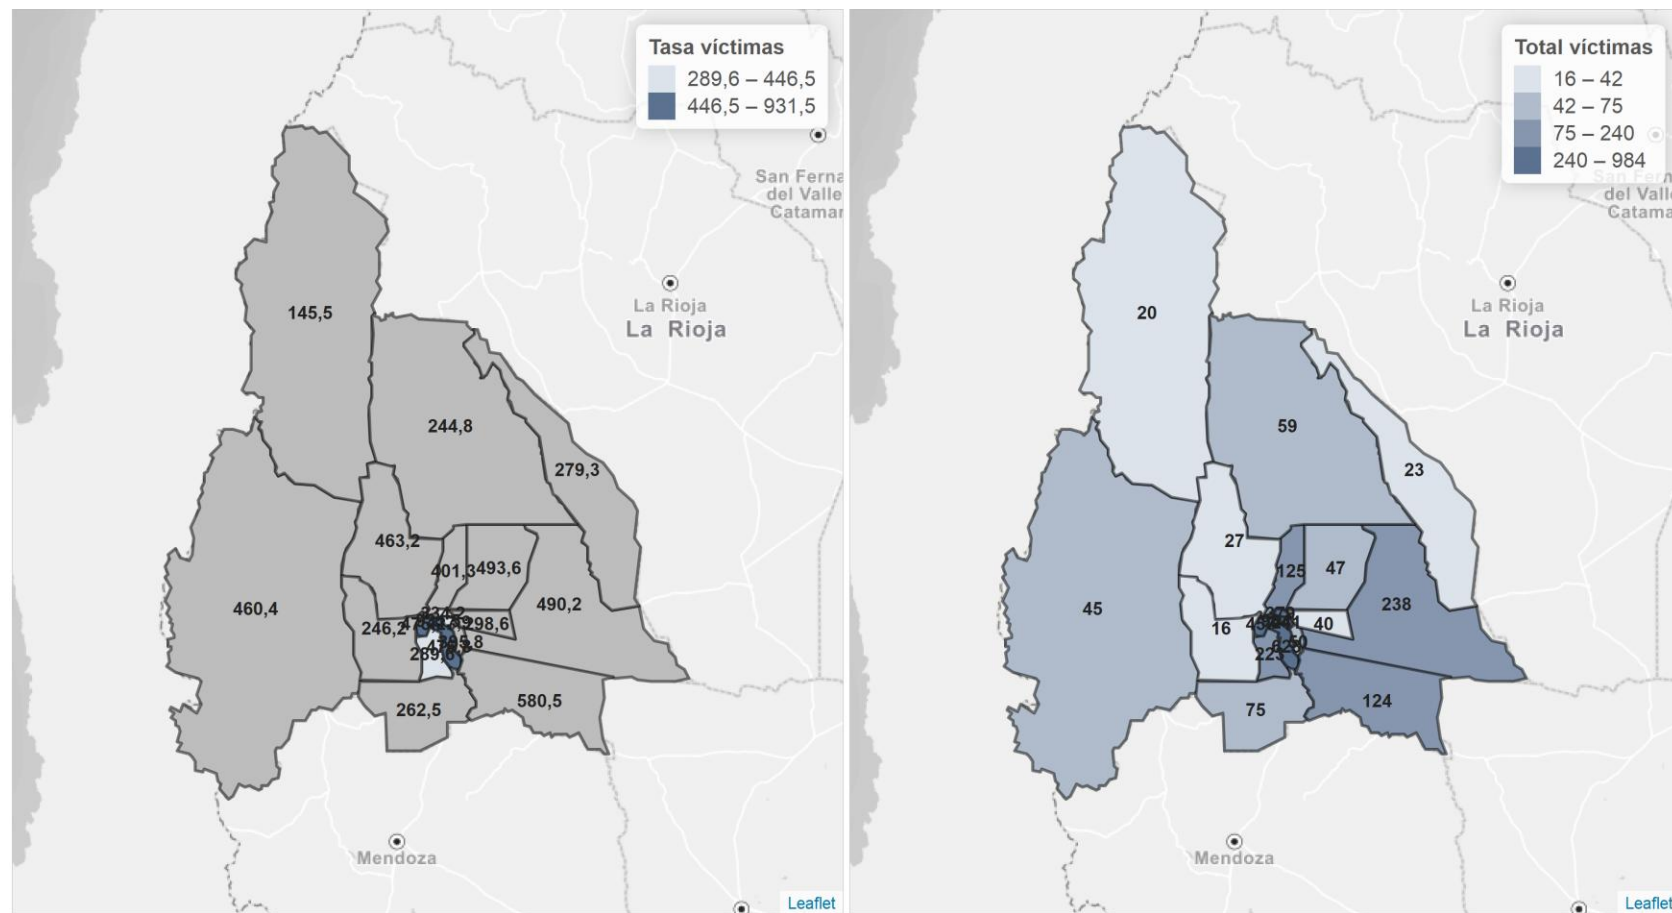 Tasa víctimas
289,6 – 446,5
446,5 – 931,5
San Ferna
del Valle
Catamar
La Rioja
La Rioja
145,5
244,8
279,3
463,2
401,3
493,6
460,4
490,2
246,2
298,6
262,5
580,5
Mendoza
Leaflet
Total víctimas
16 – 42
42 – 75
75 – 240
240 – 984
San Fern
del Vall
Catama
La Rioja
La Rioja
20
59
23
27
125
47
45
238
16
40
223
75
124
Mendoza
Leaflet